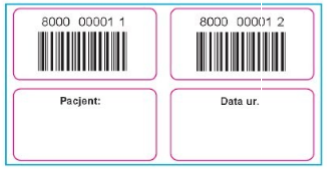 8000 00001 1
8000 00001 2
Pacjent:
Data ur.